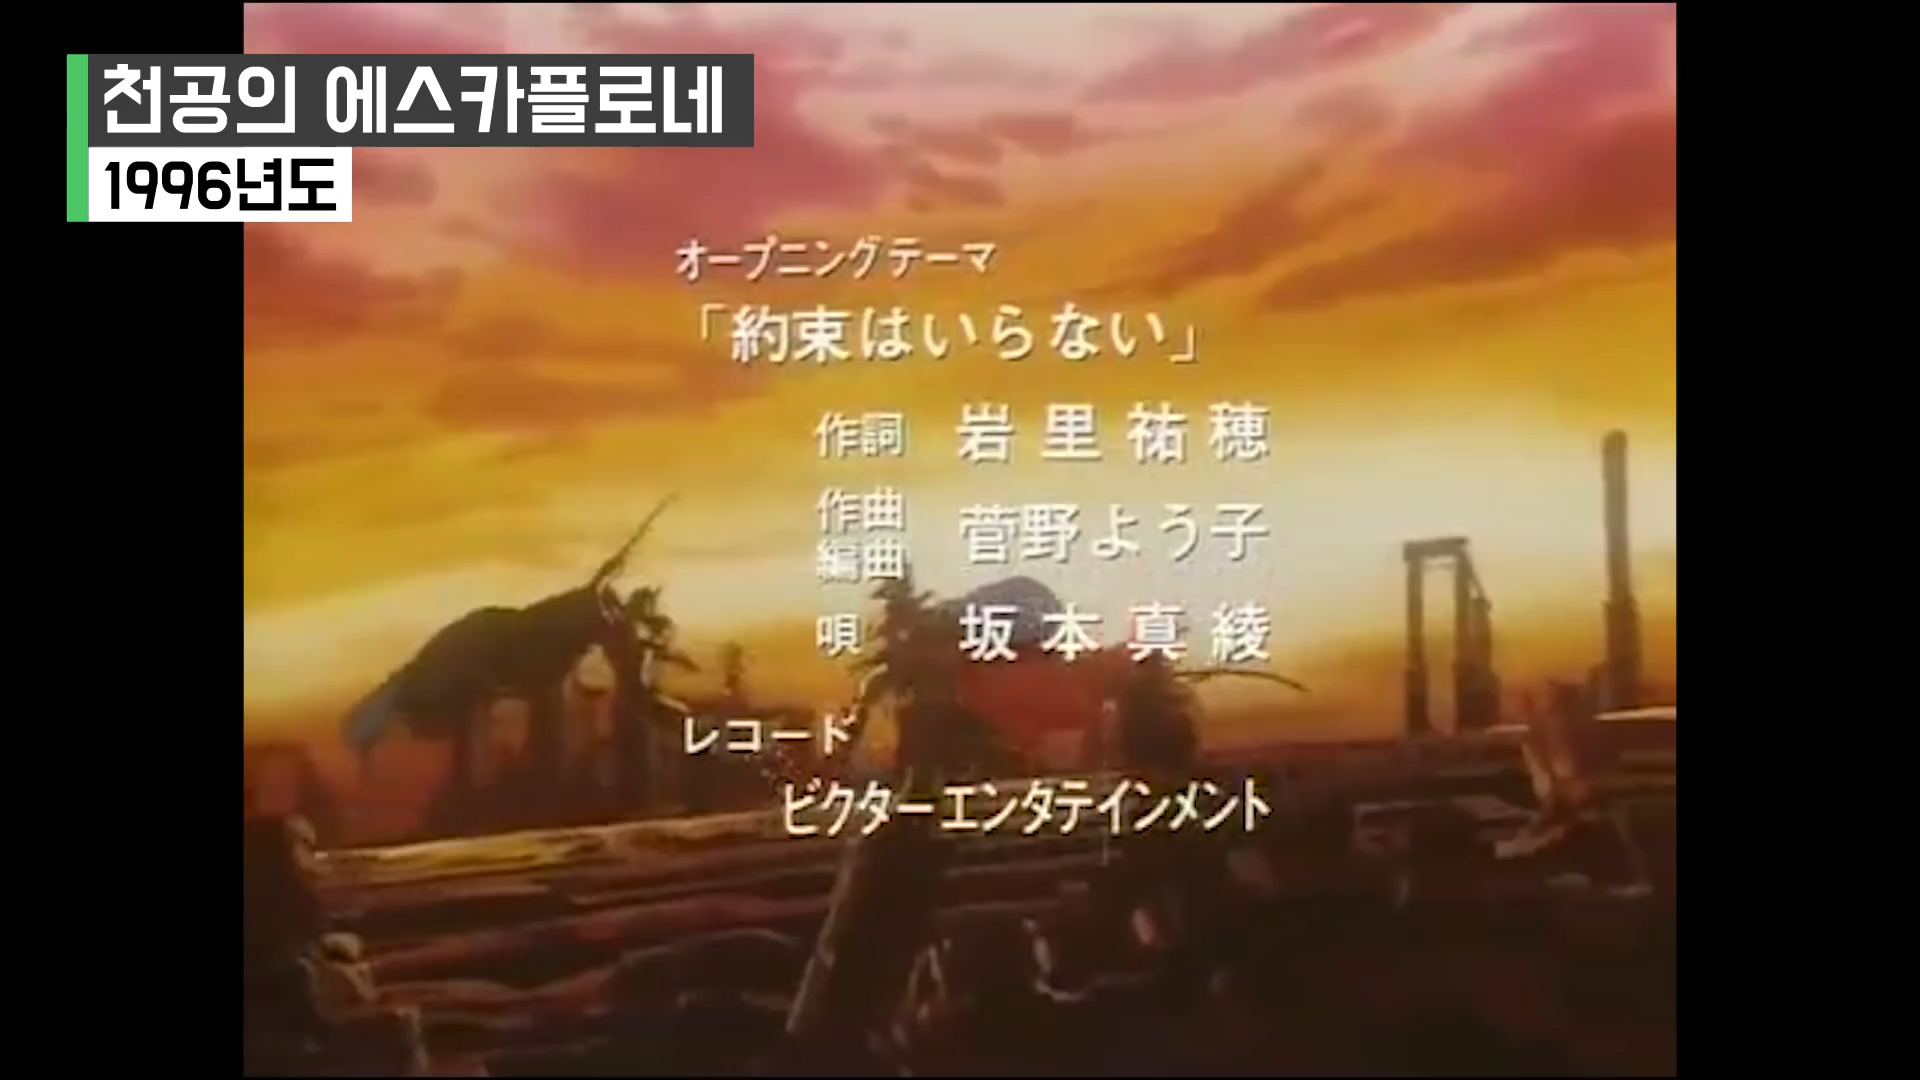 천공의 에스카플로네
1996년도
オープニングテーマ
「約束はいらない」
作詞 岩里祐穂
作曲
編曲 菅野よう子
唄 坂本真綾
レコード
ビクターエンタテインメント